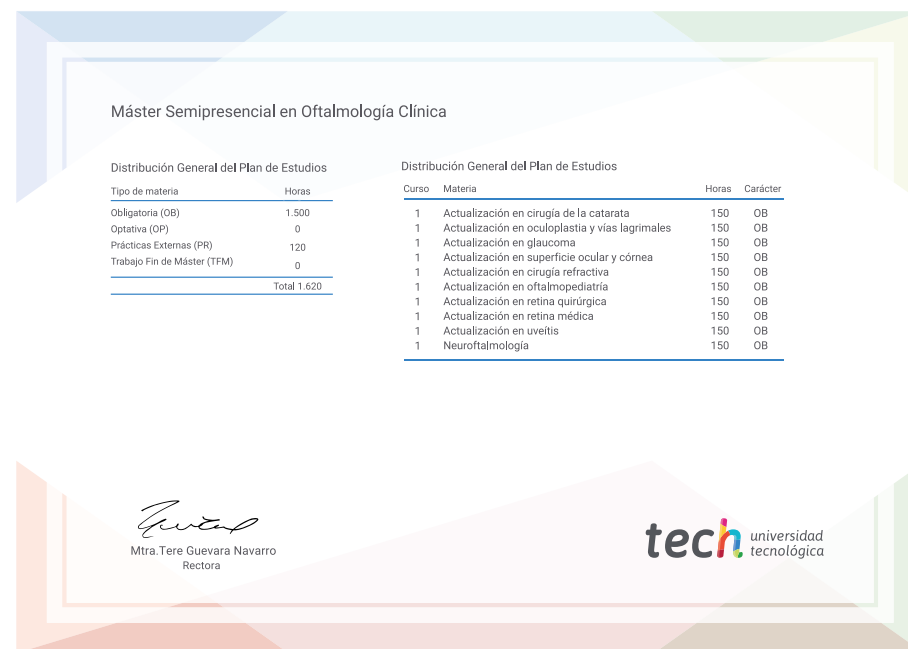 Máster Semipresencial en Oftalmología Clínica
Distribución General del Plan de Estudios
Tipo de materia Horas
Obligatoria (OB) 1.500
Optativa (OP) 0
Prácticas Externas (PR) 120
Trabajo Fin de Máster (TFM) 0
Total 1.620
Distribución General del Plan de Estudios
Curso Materia Horas Carácter
1 Actualización en cirugía de la catarata 150 OB
1 Actualización en oculoplastia y vías lagrimales 150 OB
1 Actualización en glaucoma 150 OB
1 Actualización en superficie ocular y córnea 150 OB
1 Actualización en cirugía refractiva 150 OB
1 Actualización en oftalmopediatría 150 OB
1 Actualización en retina quirúrgica 150 OB
1 Actualización en retina médica 150 OB
1 Actualización en uveítis 150 OB
1 Neuroftalmología 150 OB
Mtra.Tere Guevara Navarro
Rectora
tech universidad
tecnológica